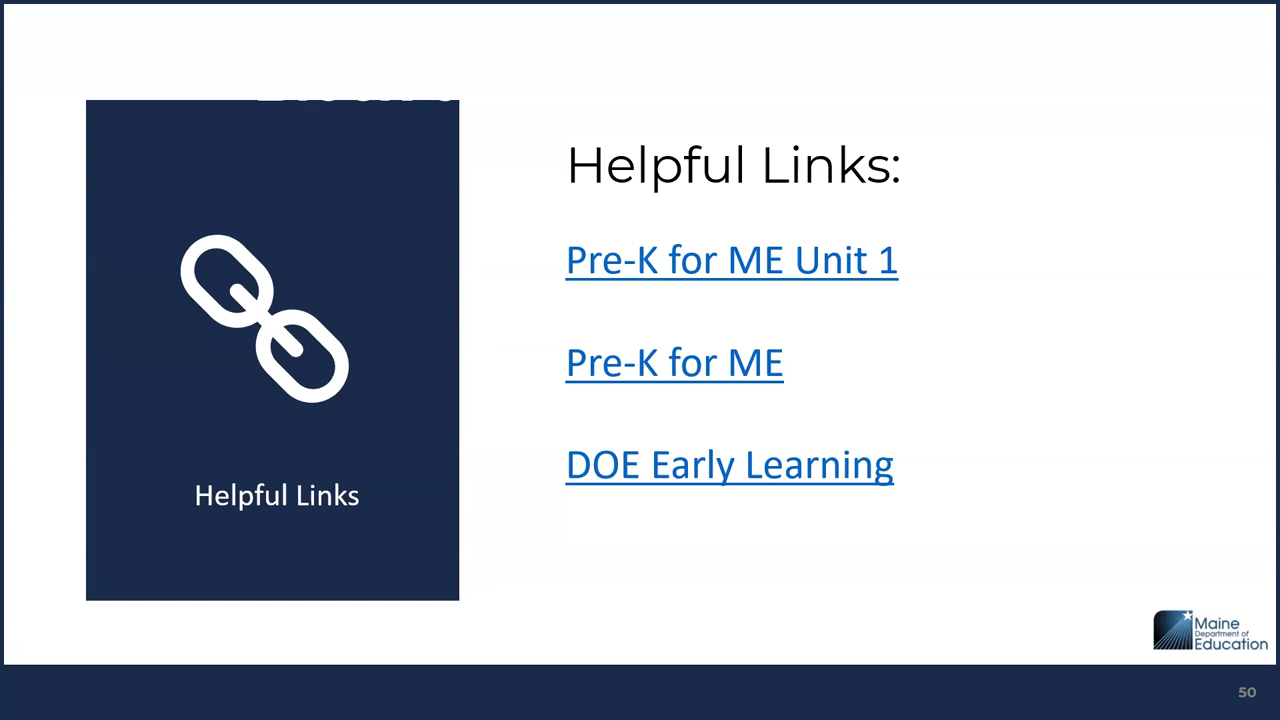 Helpful Links:
Pre-K for ME Unit 1
Pre-K for ME
DOE Early Learning
Helpful Links
Maine
Department of
Education
50